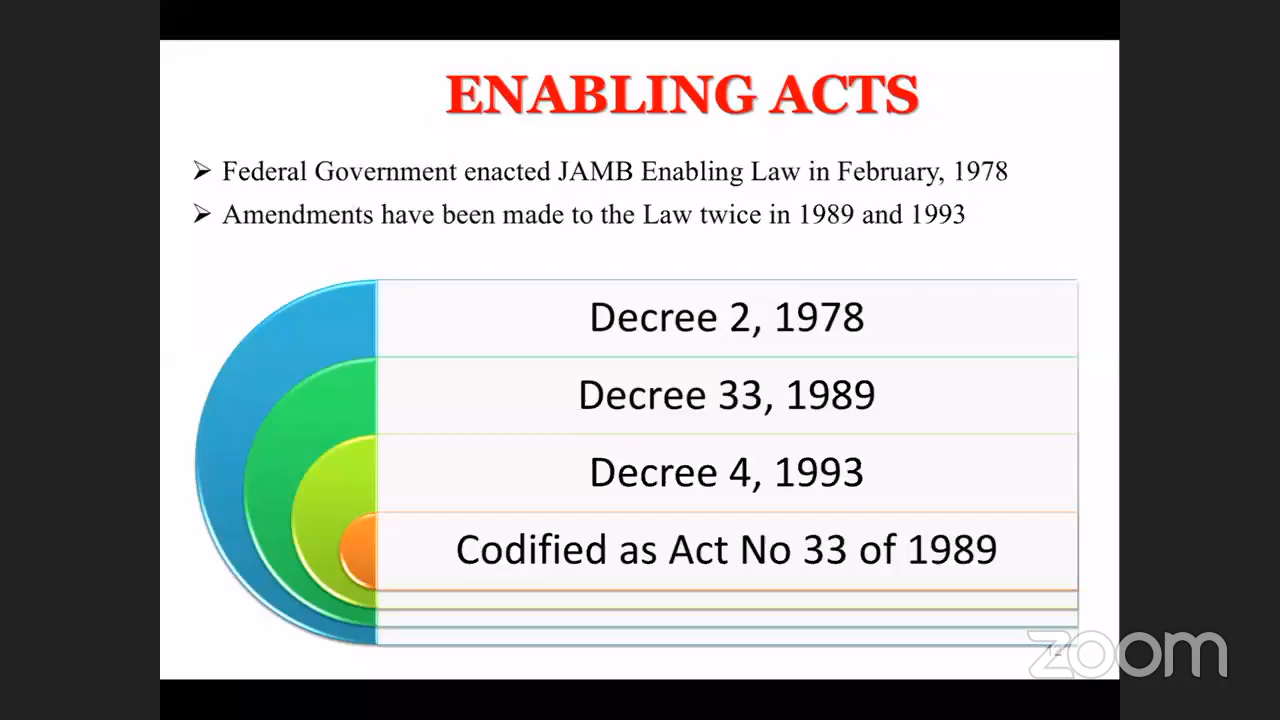 ENABLING ACTS
➢ Federal Government enacted JAMB Enabling Law in February, 1978
➢ Amendments have been made to the Law twice in 1989 and 1993
Decree 2, 1978
Decree 33, 1989
Decree 4, 1993
Codified as Act No 33 of 1989
zoom